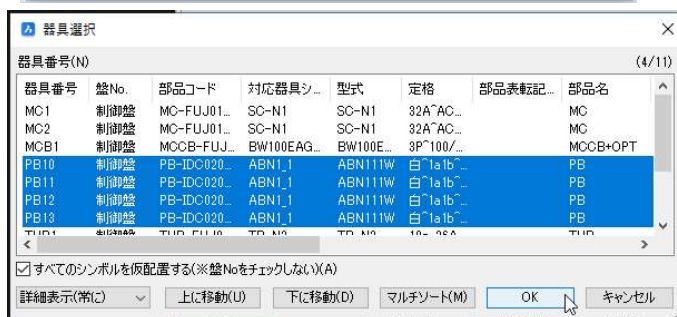 器具選択
器具番号(N) (4/11)
器具番号 盤No. 部品コード 対応器具シ... 型式 定格 部品表転記... 部品名
MC1 制御盤 MC-FUJ01... SC-N1 SC-N1 32A^AC... MC
MC2 制御盤 MC-FUJ01... SC-N1 SC-N1 32A^AC... MC
MCB1 制御盤 MCCB-FUJ... BW100EAG... BW100E... 3P^100/... MCCB+OPT
PB10 制御盤 PB-IDC020... ABN1_1 ABN111W 白^1a1b^... PB
PB11 制御盤 PB-IDC020... ABN1_1 ABN111W 白^1a1b^... PB
PB12 制御盤 PB-IDC020... ABN1_1 ABN111W 白^1a1b^... PB
PB13 制御盤 PB-IDC020... ABN1_1 ABN111W 白^1a1b^... PB
すべてのシンボルを仮配置する(※盤Noをチェックしない)(A)
詳細表示(常に) 上に移動(U) 下に移動(D) マルチソート(M) OK キャンセル